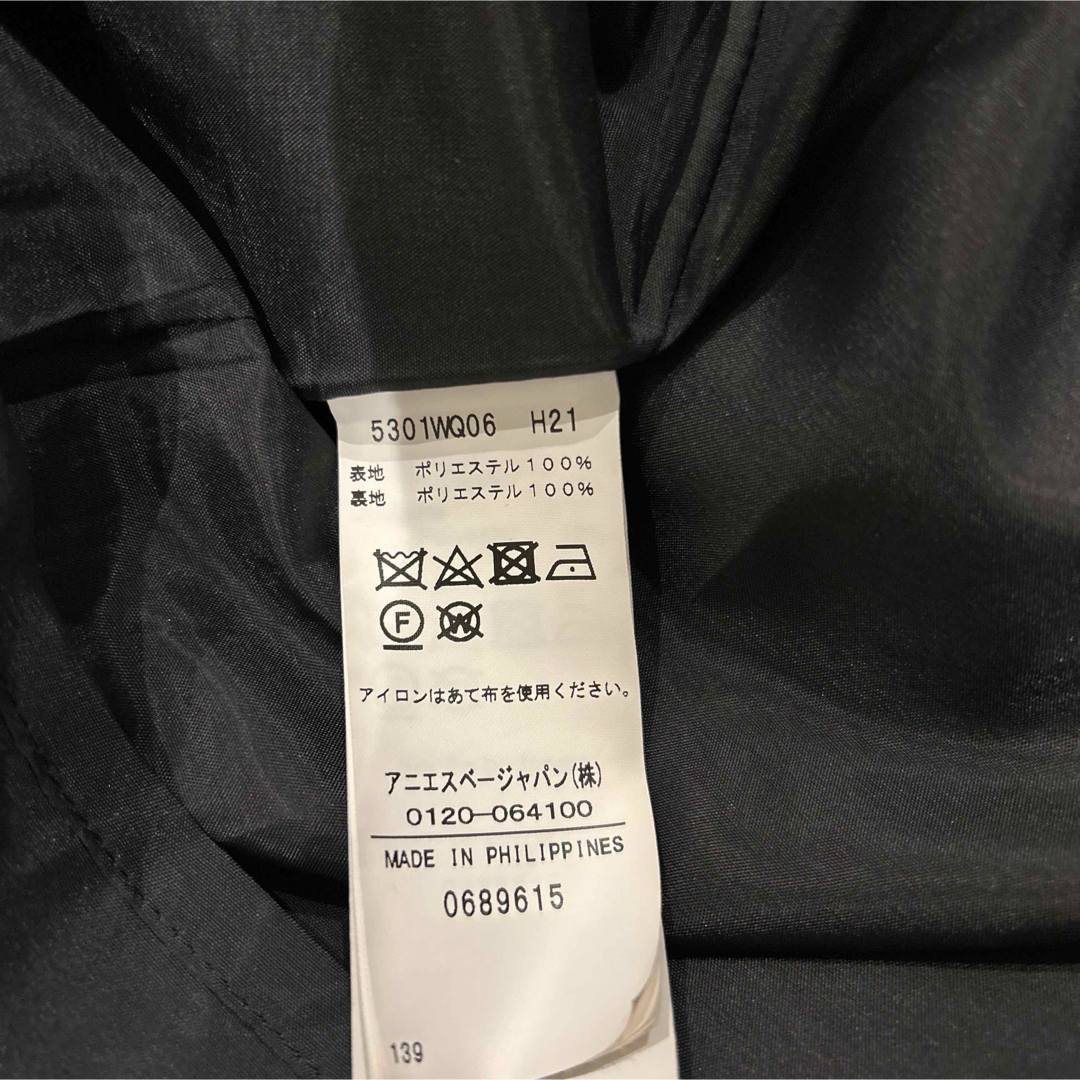 5301WQ06 H21
表地 ポリエステル100%
裏地 ポリエステル100%
F
W
アイロンはあて布を使用ください。
アニエスベージャパン(株)
0120-064100
MADE IN PHILIPPINES
0689615
139